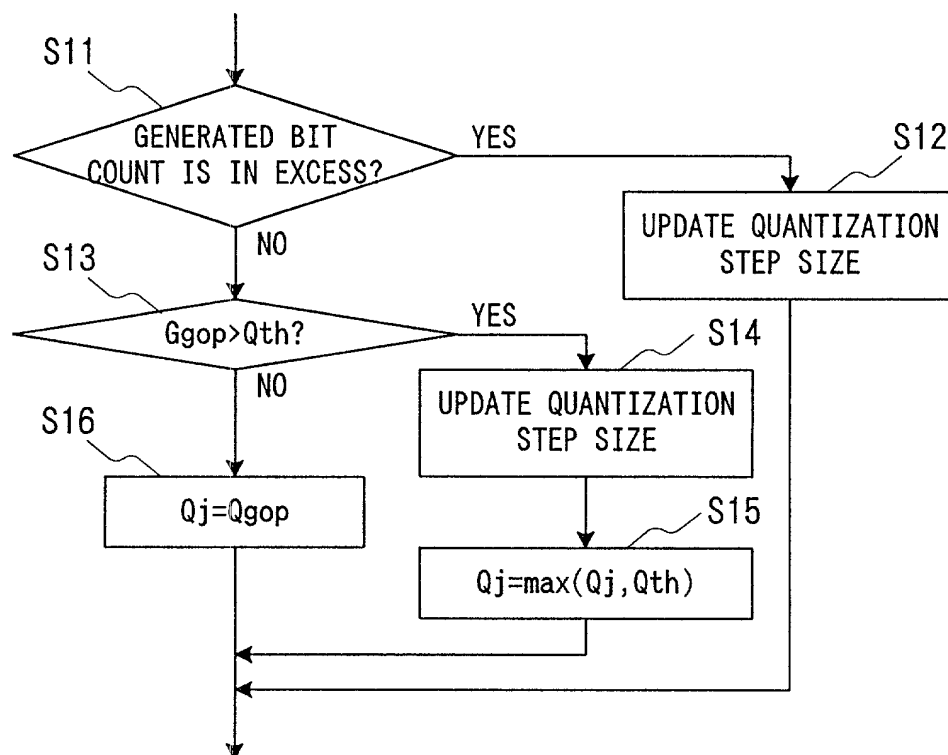 S11
GENERATED BIT
COUNT IS IN EXCESS?
YES
S12
UPDATE QUANTIZATION
STEP SIZE
NO
S13
Ggop>Qth?
YES
S14
UPDATE QUANTIZATION
STEP SIZE
NO
S16
Qj=Qgop
S15
Qj=max(Qj,Qth)